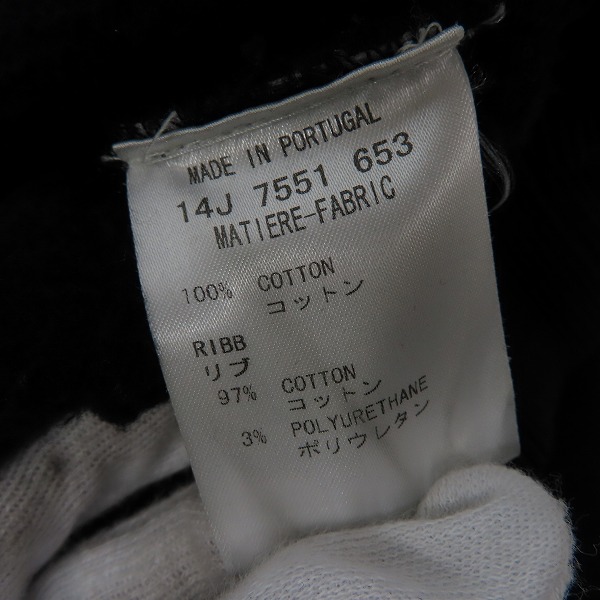 MADE IN PORTUGAL
14J 7551 653
MATIERE-FABRIC
100% COTTON
コットン
RIBB
リブ
97% COTTON
コットン
3% POLYURETHANE
ポリウレタン